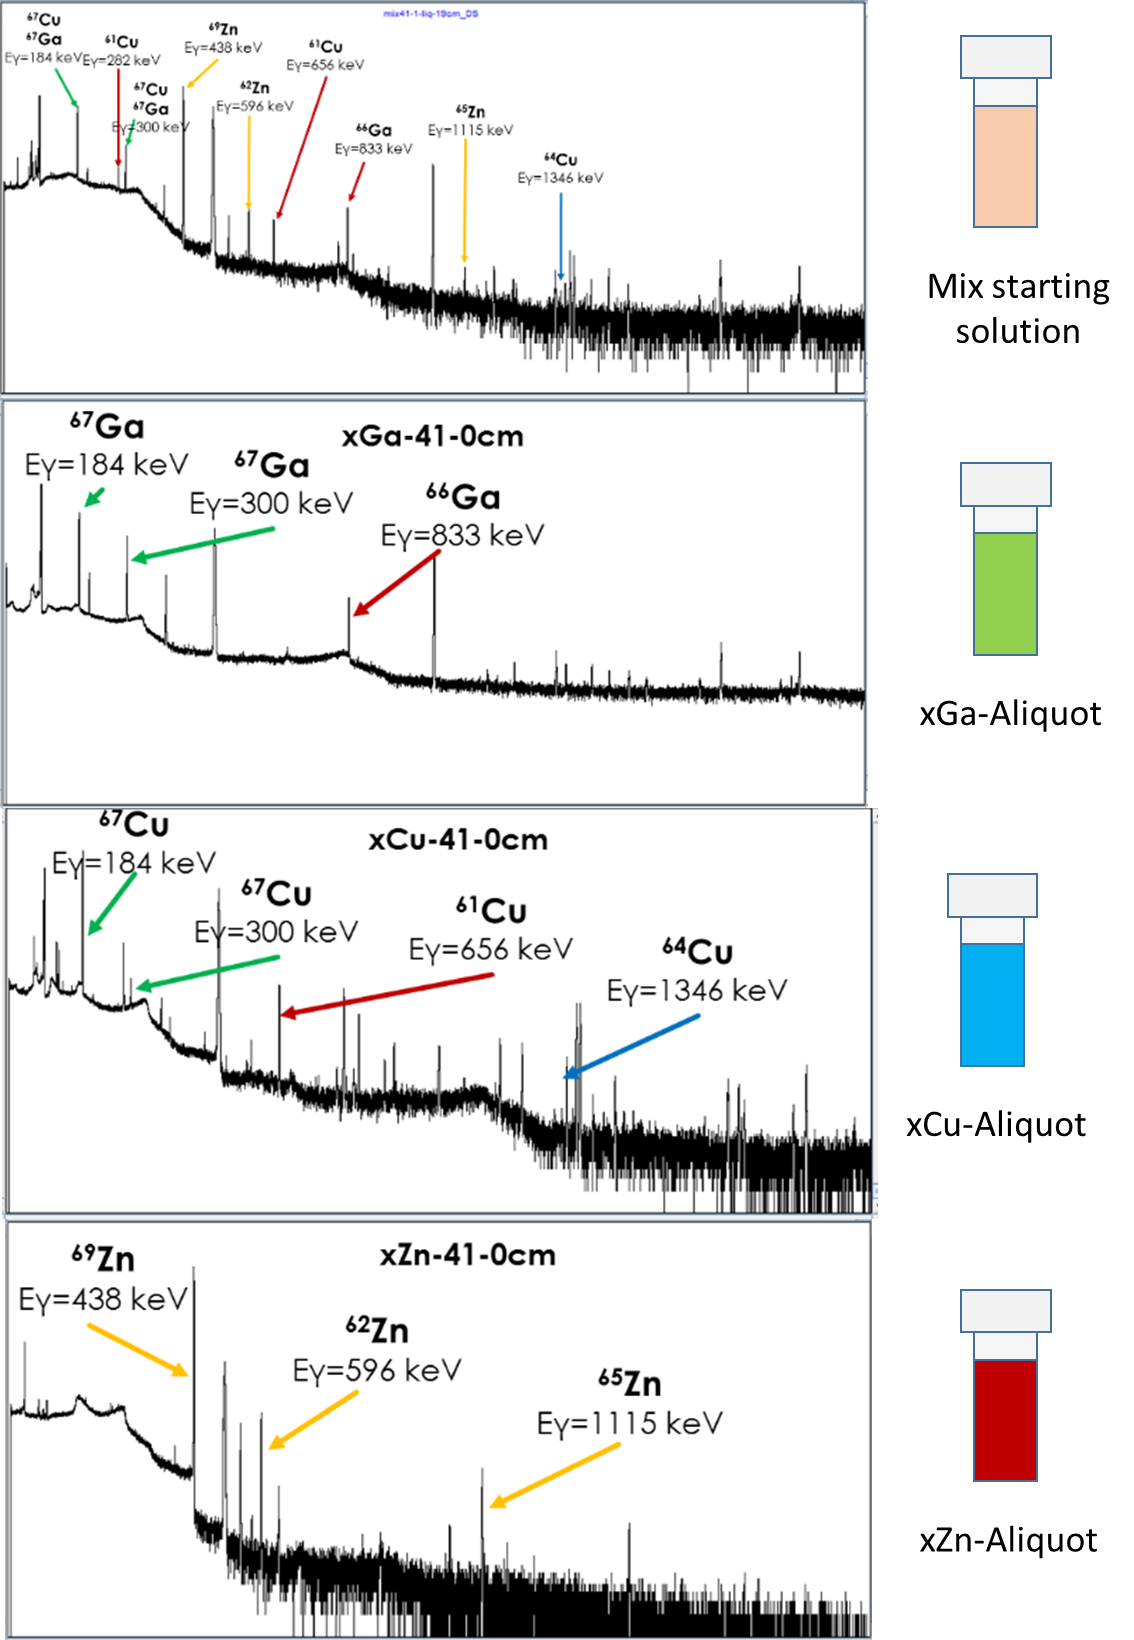 mix41-1-liq-19cm_DS
⁶⁷Cu
⁶⁷Ga
Eγ=184 keV
⁶¹Cu
Eγ=282 keV
⁶⁷Cu
⁶⁷Ga
Eγ=300 keV
⁶⁹Zn
Eγ=438 keV
⁶²Zn
Eγ=596 keV
⁶¹Cu
Eγ=656 keV
⁶⁶Ga
Eγ=833 keV
⁶⁵Zn
Eγ=1115 keV
⁶⁴Cu
Eγ=1346 keV
Mix starting
solution
xGa-41-0cm
⁶⁷Ga
Eγ=184 keV
⁶⁷Ga
Eγ=300 keV
⁶⁶Ga
Eγ=833 keV
xGa-Aliquot
xCu-41-0cm
⁶⁷Cu
Eγ=184 keV
⁶⁷Cu
Eγ=300 keV
⁶¹Cu
Eγ=656 keV
⁶⁴Cu
Eγ=1346 keV
xCu-Aliquot
xZn-41-0cm
⁶⁹Zn
Eγ=438 keV
⁶²Zn
Eγ=596 keV
⁶⁵Zn
Eγ=1115 keV
xZn-Aliquot